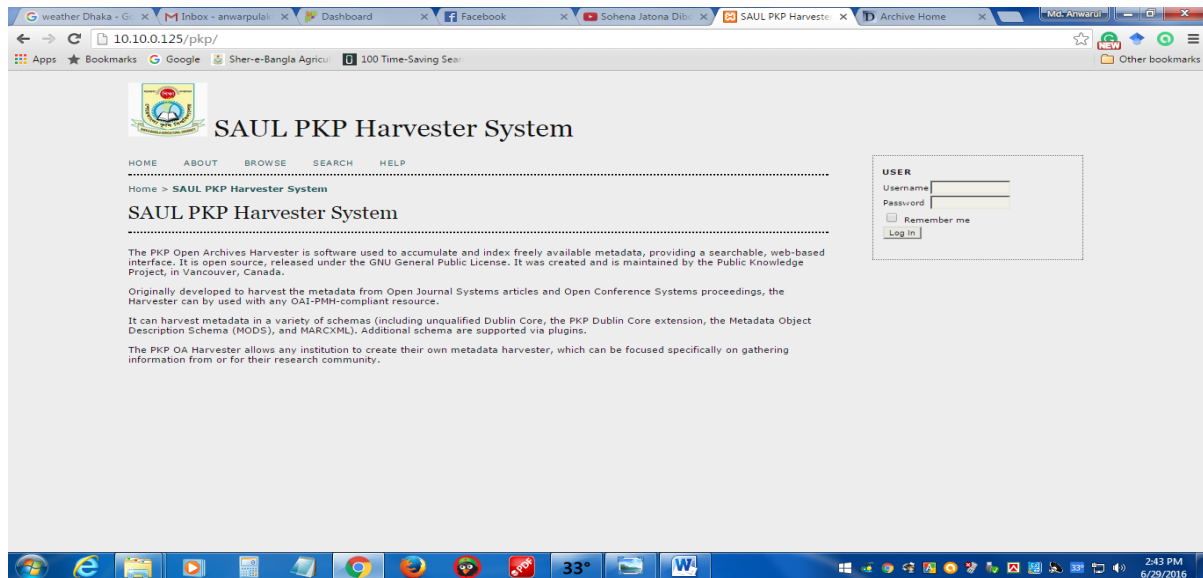 G weather Dhaka - Go
Inbox - anwarpulak
Dashboard
Facebook
Sohena Jatona Dibo
SAUL PKP Harveste
Archive Home
Md. Anwarul
10.10.0.125/pkp/
NEW
Apps
Bookmarks
Google
Sher-e-Bangla Agricul
100 Time-Saving Sear
Other bookmarks
SAUL PKP Harvester System
HOME ABOUT BROWSE SEARCH HELP
Home > SAUL PKP Harvester System
SAUL PKP Harvester System
The PKP Open Archives Harvester is software used to accumulate and index freely available metadata, providing a searchable, web-based
interface. It is open source, released under the GNU General Public License. It was created and is maintained by the Public Knowledge
Project, in Vancouver, Canada.
Originally developed to harvest the metadata from Open Journal Systems articles and Open Conference Systems proceedings, the
Harvester can by used with any OAI-PMH-compliant resource.
It can harvest metadata in a variety of schemas (including unqualified Dublin Core, the PKP Dublin Core extension, the Metadata Object
Description Schema (MODS), and MARCXML). Additional schema are supported via plugins.
The PKP OA Harvester allows any institution to create their own metadata harvester, which can be focused specifically on gathering
information from or for their research community.
USER
Username
Password
Remember me
Log In
PDF
33°
W
33°
2:43 PM
6/29/2016